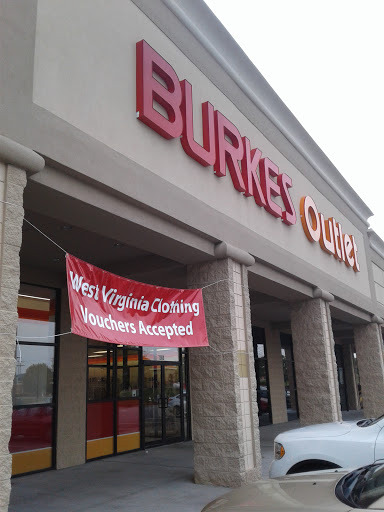 BURKES Outlet
West Virginia Clothing
Vouchers Accepted